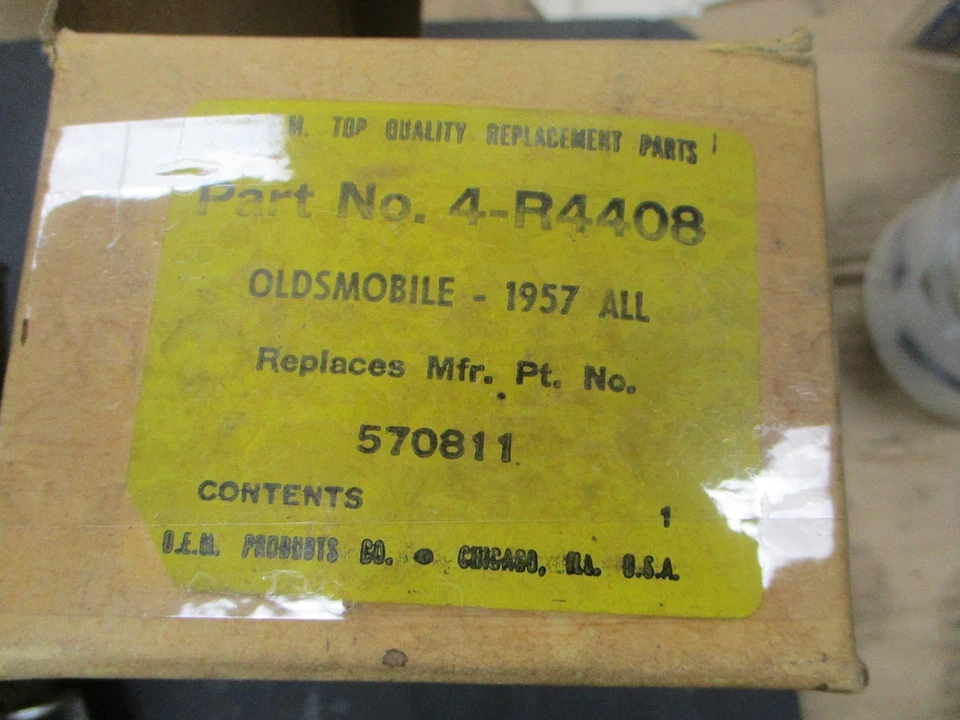 M. TOP QUALITY REPLACEMENT PARTS
Part No. 4-R4408
OLDSMOBILE - 1957 ALL
Replaces Mfr. Pt. No.
570811
CONTENTS 1
O.E.M. PRODUCTS CO. ● CHICAGO, ILL. U.S.A.